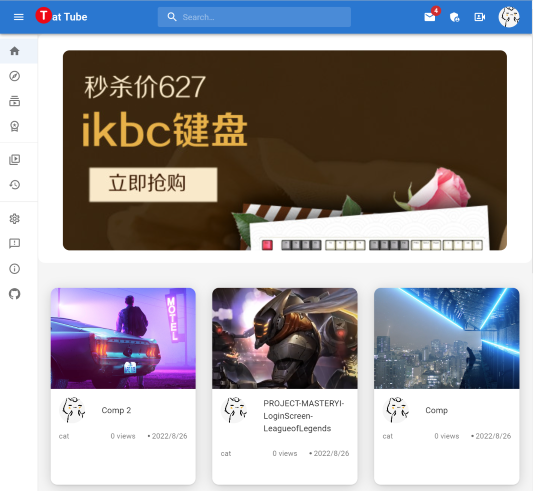 Tat Tube
Search...
4
秒杀价627
ikbc键盘
立即抢购
MOTEL
Comp 2
cat
0 views
• 2022/8/26
PROJECT-MASTERYI-
LoginScreen-
LeagueofLegends
cat
0 views
• 2022/8/26
Comp
cat
0 views
• 2022/8/26